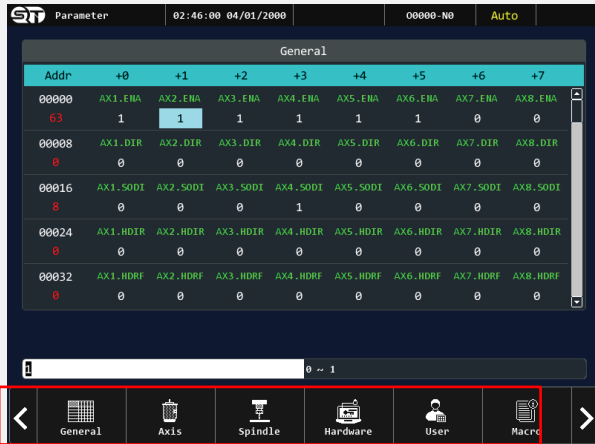 ST Parameter 02:46:00 04/01/2000 O0000-N0 Auto
General
Addr +0 +1 +2 +3 +4 +5 +6 +7
00000 AX1.ENA AX2.ENA AX3.ENA AX4.ENA AX5.ENA AX6.ENA AX7.ENA AX8.ENA
63 1 1 1 1 1 1 0 0
00008 AX1.DIR AX2.DIR AX3.DIR AX4.DIR AX5.DIR AX6.DIR AX7.DIR AX8.DIR
0 0 0 0 0 0 0 0 0
00016 AX1.SODI AX2.SODI AX3.SODI AX4.SODI AX5.SODI AX6.SODI AX7.SODI AX8.SODI
8 0 0 0 1 0 0 0 0
00024 AX1.HDIR AX2.HDIR AX3.HDIR AX4.HDIR AX5.HDIR AX6.HDIR AX7.HDIR AX8.HDIR
0 0 0 0 0 0 0 0 0
00032 AX1.HDRF AX2.HDRF AX3.HDRF AX4.HDRF AX5.HDRF AX6.HDRF AX7.HDRF AX8.HDRF
0 0 0 0 0 0 0 0 0
1 0 ~ 1
General Axis Spindle Hardware User Macro